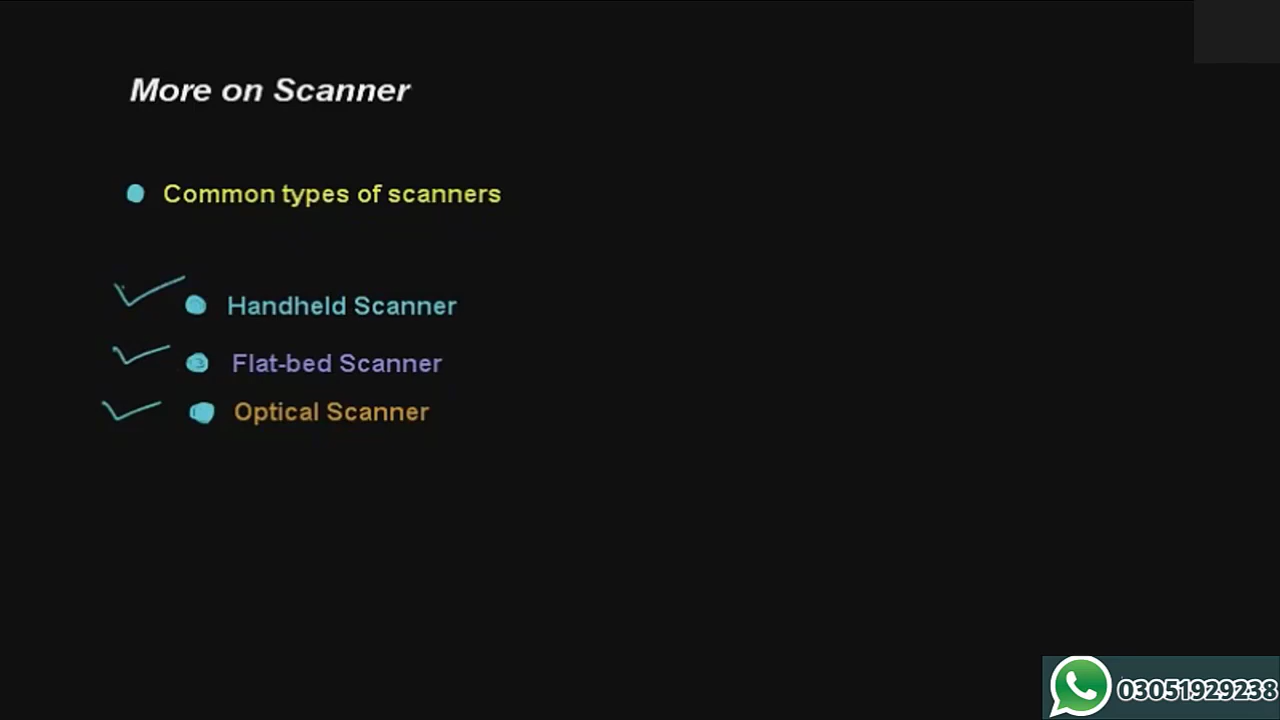 More on Scanner
Common types of scanners
Handheld Scanner
Flat-bed Scanner
Optical Scanner
03051929238